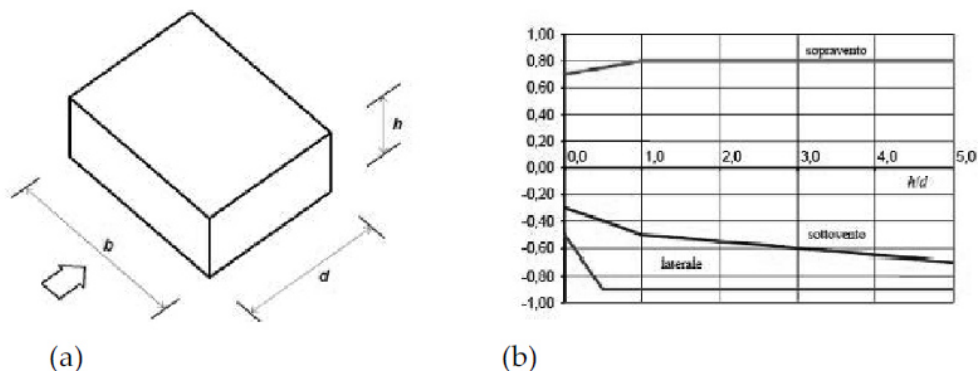 h
b
d
(a)
1,00
0,80
0,60
0,40
0,20
0,00
-0,20
-0,40
-0,60
-0,80
-1,00
0,0 1,0 2,0 3,0 4,0 5,0
h/d
sopravento
sottovento
laterale
(b)